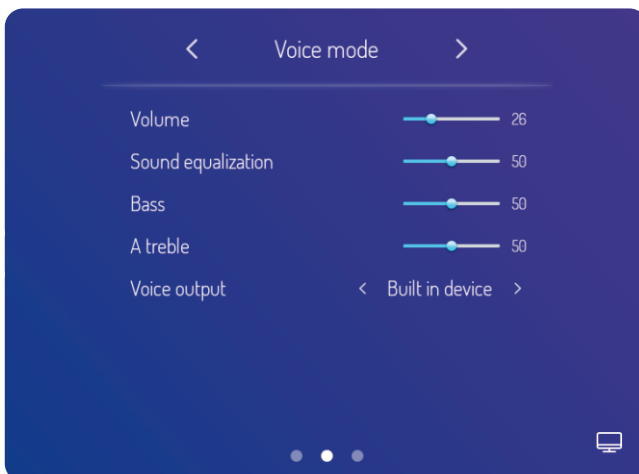 Voice mode
Volume 26
Sound equalization 50
Bass 50
A treble 50
Voice output < Built in device >